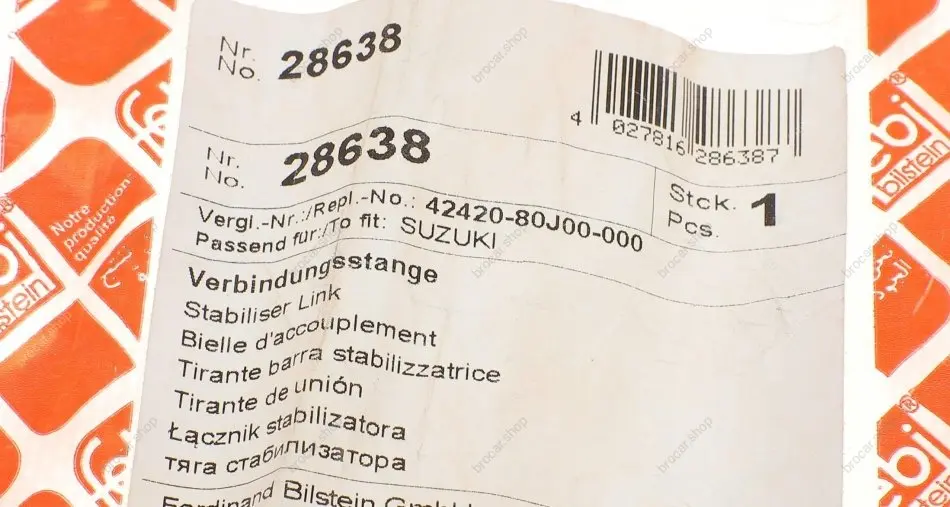 Nr. 28638
No.
4 027816 286387
Nr. 28638
No.
Stck. 1
Pcs.
Vergl.-Nr.:/Repl.-No.: 42420-80J00-000
Passend für:/To fit: SUZUKI
Verbindungsstange
Stabiliser Link
Bielle d'accouplement
Tirante barra stabilizzatrice
Tirante de unión
Łącznik stabilizatora
тяга стабилизатора
Ferdinand Bilstein GmbH
Notre
production
qualité
bilstein
bilstein
brocar.shop